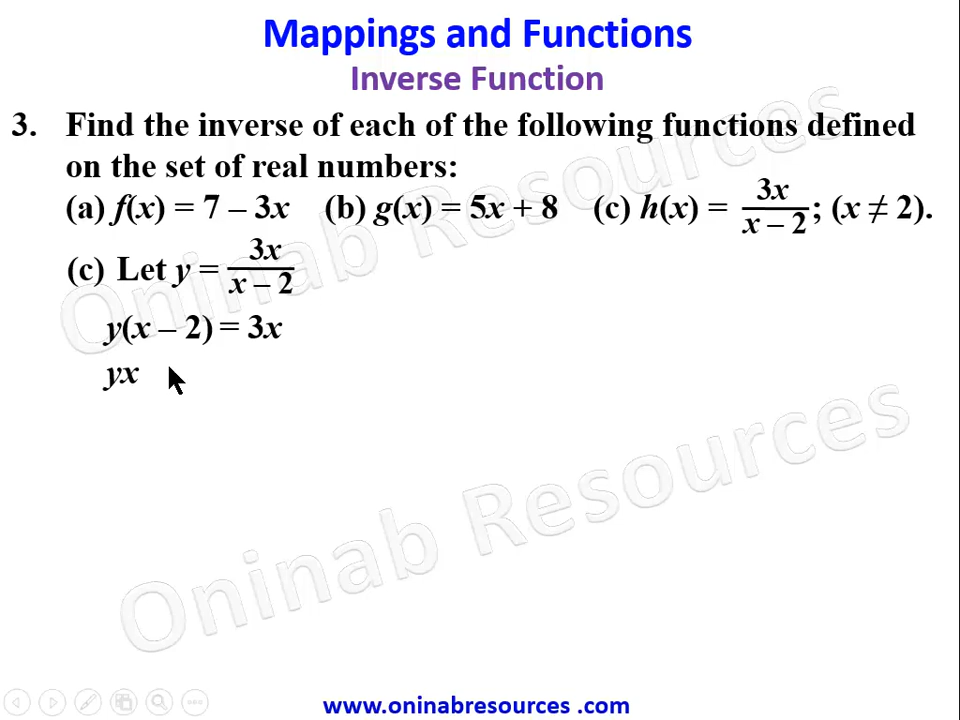 Mappings and Functions
Inverse Function
3. Find the inverse of each of the following functions defined
on the set of real numbers:
(a) f(x) = 7 – 3x (b) g(x) = 5x + 8 (c) h(x) = 3x / x – 2 ; (x ≠ 2).
(c) Let y = 3x / x – 2
y(x – 2) = 3x
yx
Oninab Resources
Oninab Resources
www.oninabresources .com